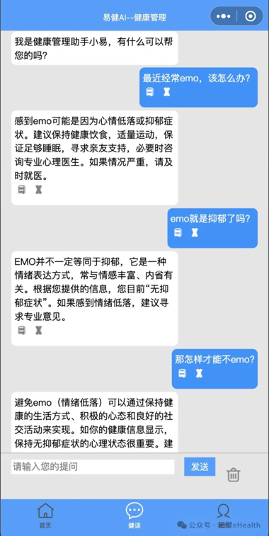 易健AI--健康管理
我是健康管理助手小易，有什么可以帮
您的吗?
最近经常emo，该怎么办?
感到emo可能是因为心情低落或抑郁症
状。建议保持健康饮食，适量运动，保
证足够睡眠，寻求亲友支持，必要时咨
询专业心理医生。如果情况严重，请及
时就医。
emo就是抑郁了吗?
EMO并不一定等同于抑郁，它是一种
情绪表达方式，常与情感丰富、内省有
关。根据您提供的信息，您目前“无抑
郁症状”。如果感到情绪低落，建议寻
求专业意见。
那怎样才能不emo?
避免emo（情绪低落）可以通过保持健
康的生活方式、积极的心态和良好的社
交活动来实现。如你的健康信息显示，
保持无抑郁症状的心理状态很重要。建
请输入您的提问
发送
首页
健谈
公众号
eHealth